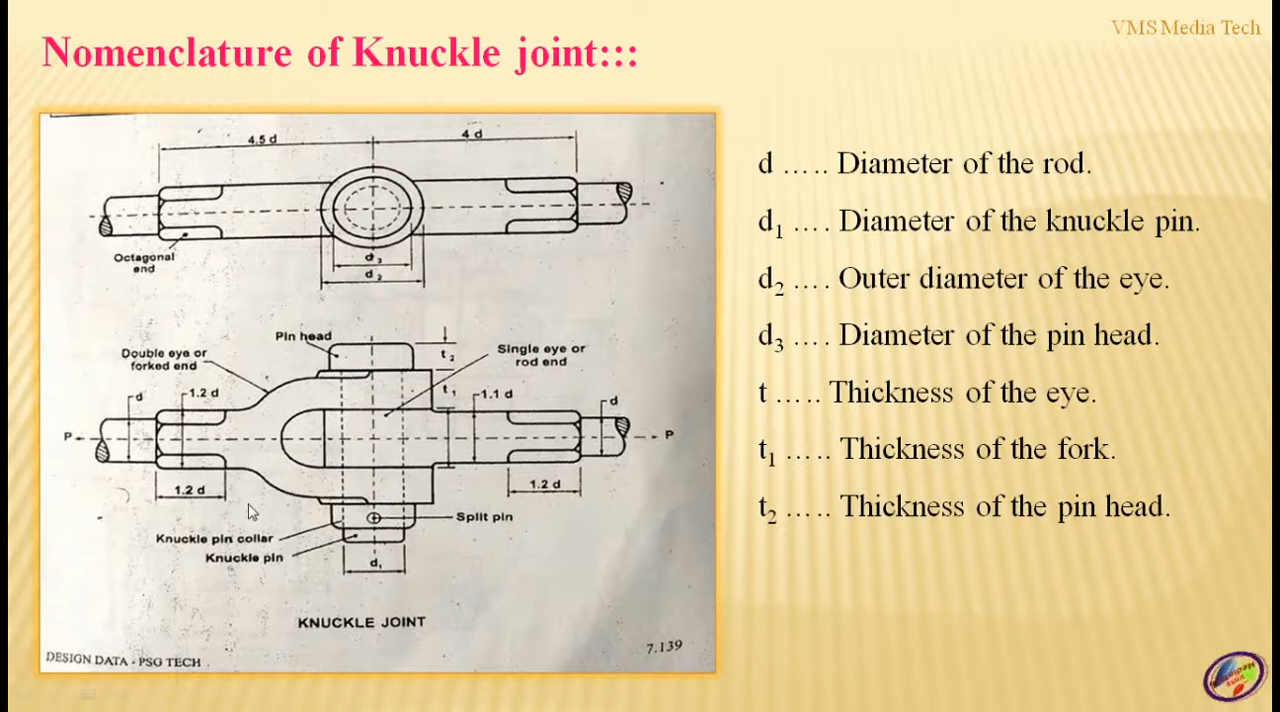 VMS Media Tech
Nomenclature of Knuckle joint:::
4.5 d
4 d
Octagonal
end
d₃
d₂
Pin head
Double eye or
forked end
t₂
Single eye or
rod end
d
1.2 d
t₁
1.1 d
d
P
P
1.2 d
1.2 d
Split pin
Knuckle pin collar
Knuckle pin
d₁
KNUCKLE JOINT
DESIGN DATA - PSG TECH
7.139
d ..... Diameter of the rod.
d₁ .... Diameter of the knuckle pin.
d₂ .... Outer diameter of the eye.
d₃ .... Diameter of the pin head.
t ..... Thickness of the eye.
t₁ ..... Thickness of the fork.
t₂ ..... Thickness of the pin head.